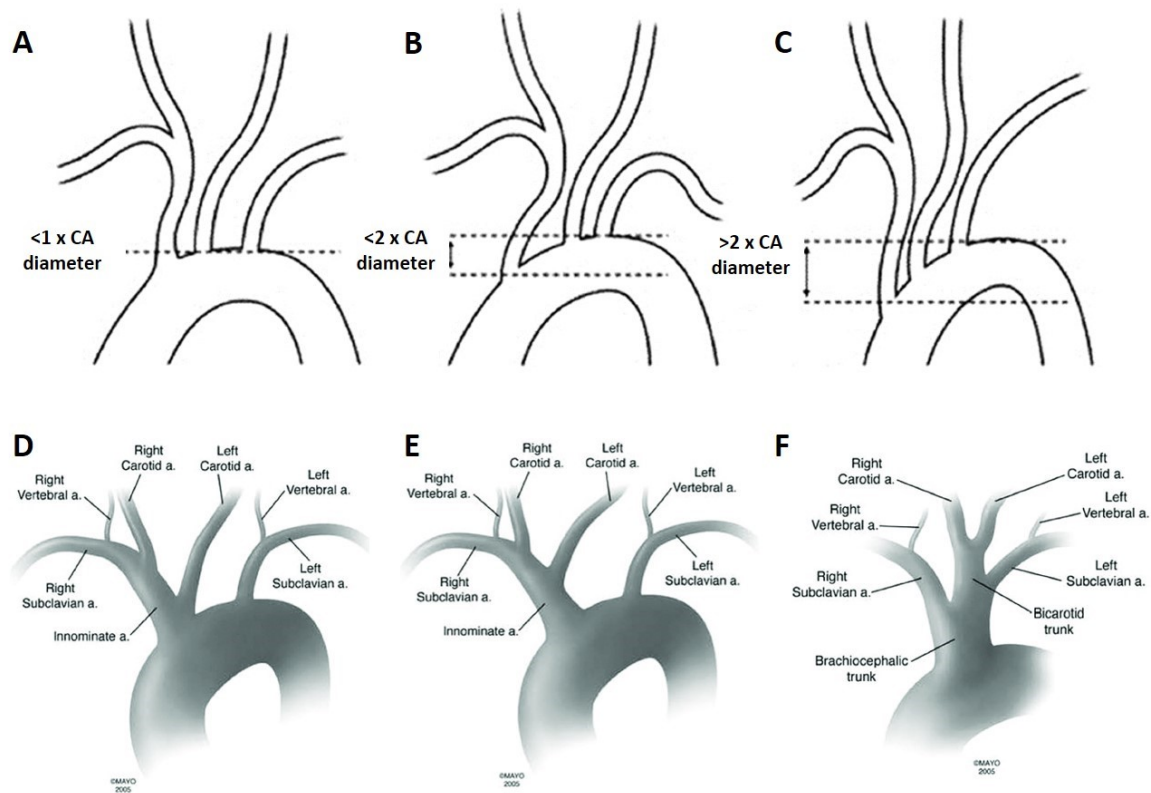 A
B
C
<1 x CA
diameter
<2 x CA
diameter
>2 x CA
diameter
D
Right
Vertebral a.
Right
Carotid a.
Left
Carotid a.
Left
Vertebral a.
Right
Subclavian a.
Left
Subclavian a.
Innominate a.
©MAYO
2005
E
Right
Vertebral a.
Right
Carotid a.
Left
Carotid a.
Left
Vertebral a.
Right
Subclavian a.
Left
Subclavian a.
Innominate a.
©MAYO
2005
F
Right
Carotid a.
Left
Carotid a.
Right
Vertebral a.
Left
Vertebral a.
Right
Subclavian a.
Left
Subclavian a.
Bicarotid
trunk
Brachiocephalic
trunk
©MAYO
2005